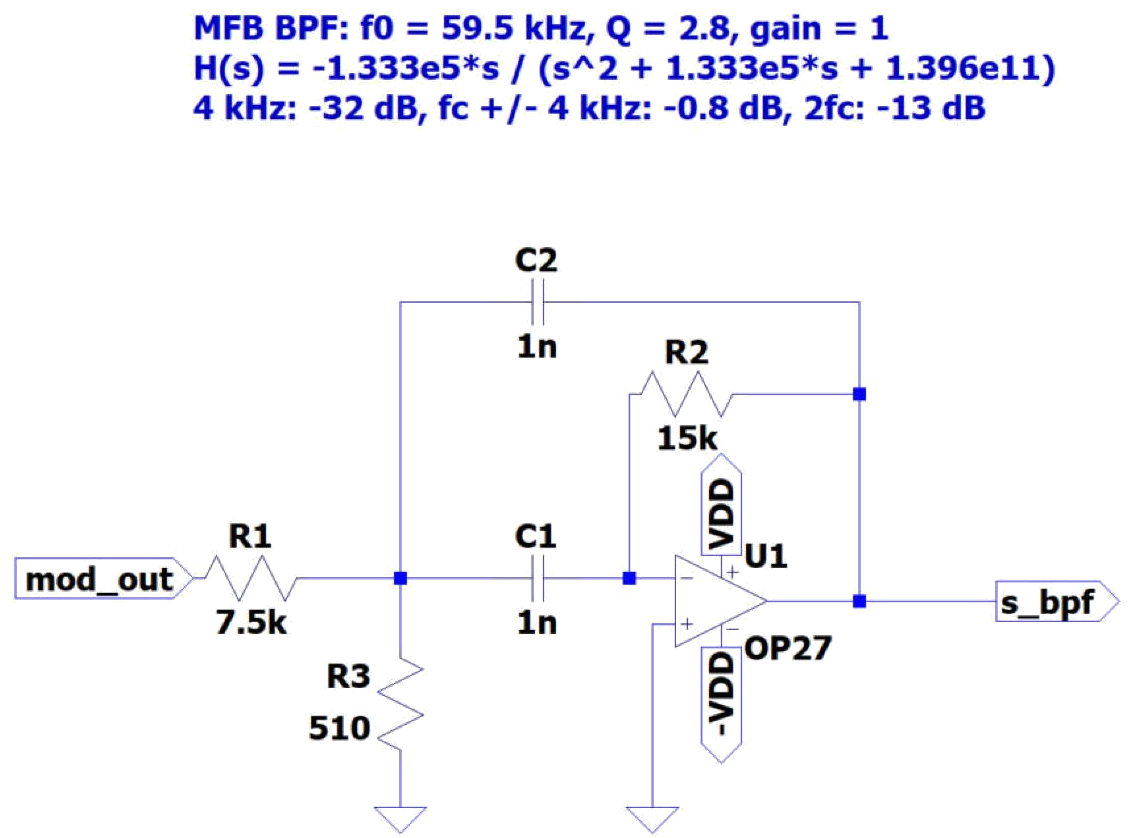 MFB BPF: f0 = 59.5 kHz, Q = 2.8, gain = 1
H(s) = -1.333e5*s / (s^2 + 1.333e5*s + 1.396e11)
4 kHz: -32 dB, fc +/- 4 kHz: -0.8 dB, 2fc: -13 dB
C2
1n
R2
15k
VDD
R1
C1
U1
mod_out
7.5k
1n
s_bpf
OP27
-VDD
R3
510